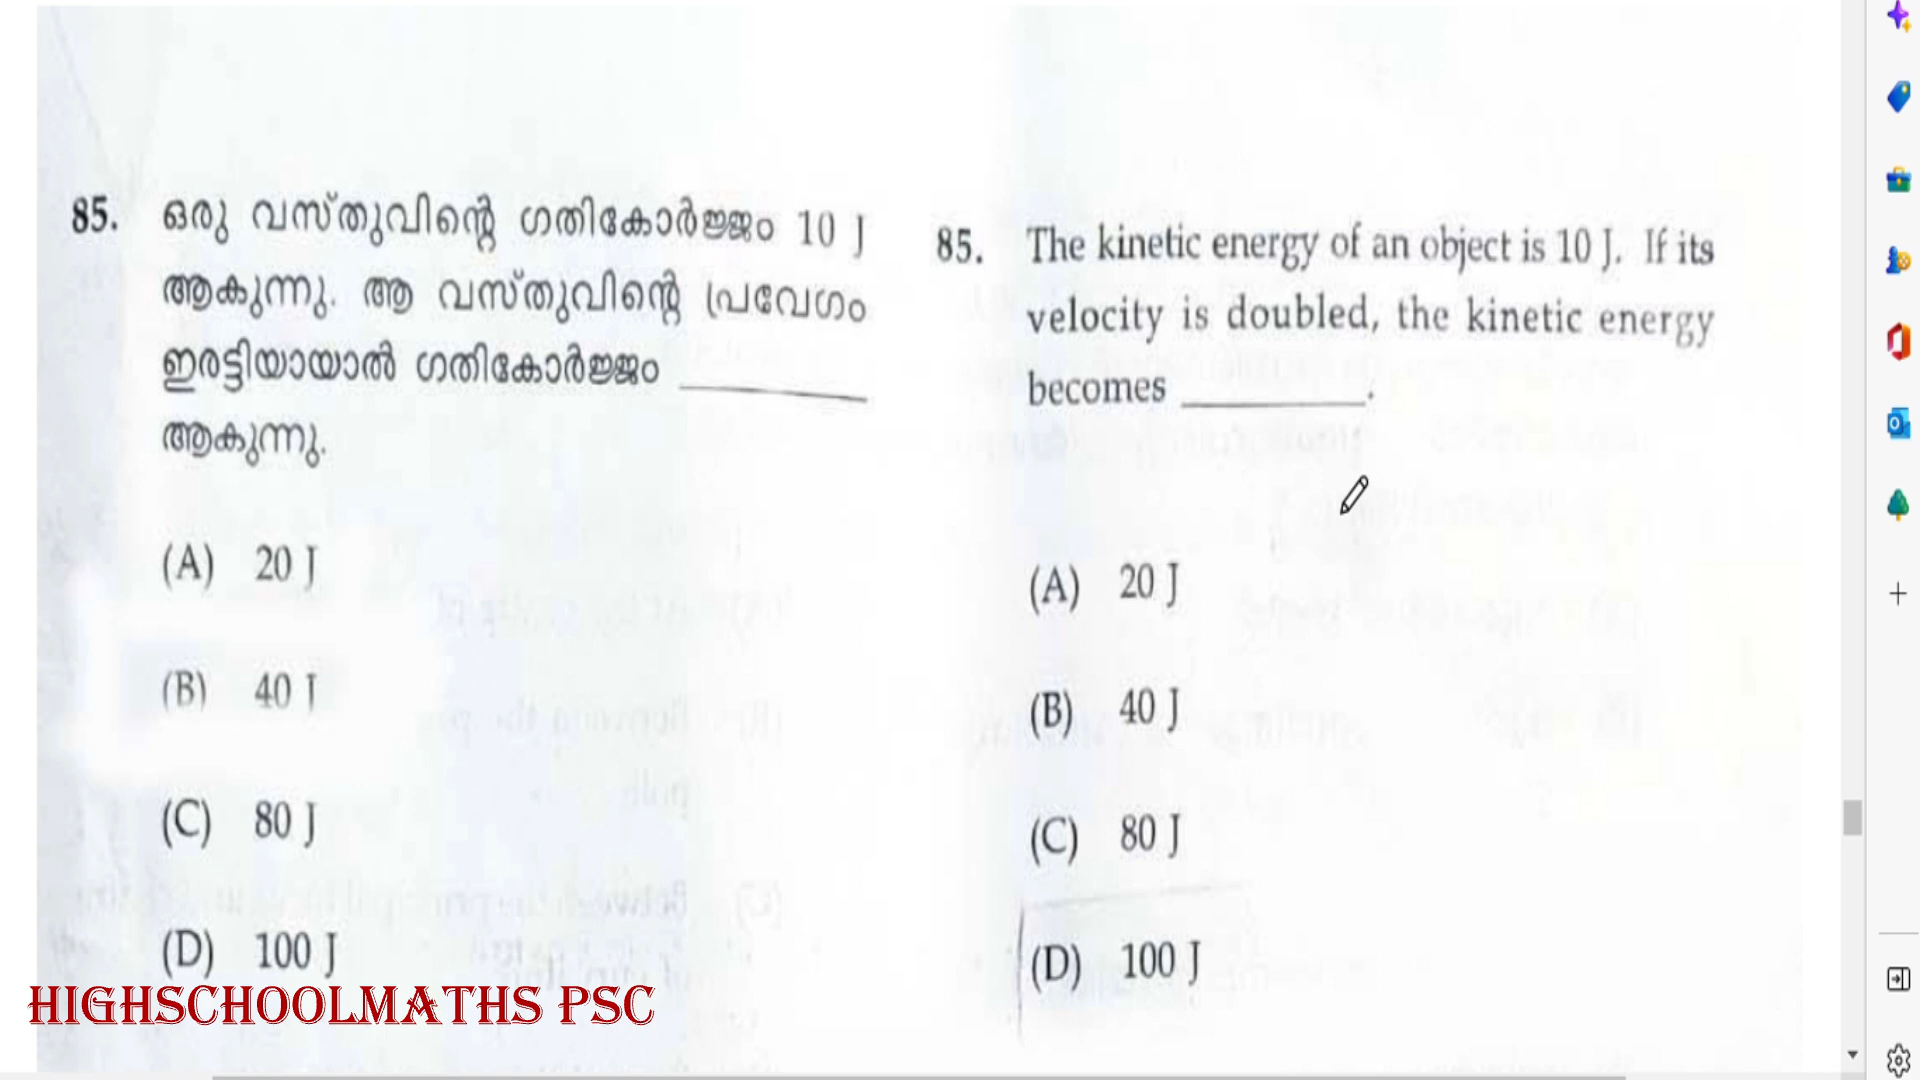 85. ഒരു വസ്തുവിന്റെ ഗതികോർജ്ജം 10 J
ആകുന്നു. ആ വസ്തുവിന്റെ പ്രവേഗം
ഇരട്ടിയായാൽ ഗതികോർജ്ജം ________
ആകുന്നു.
(A) 20 J
(B) 40 J
(C) 80 J
(D) 100 J
85. The kinetic energy of an object is 10 J. If its
velocity is doubled, the kinetic energy
becomes ________.
(A) 20 J
(B) 40 J
(C) 80 J
(D) 100 J
HIGHSCHOOLMATHS PSC